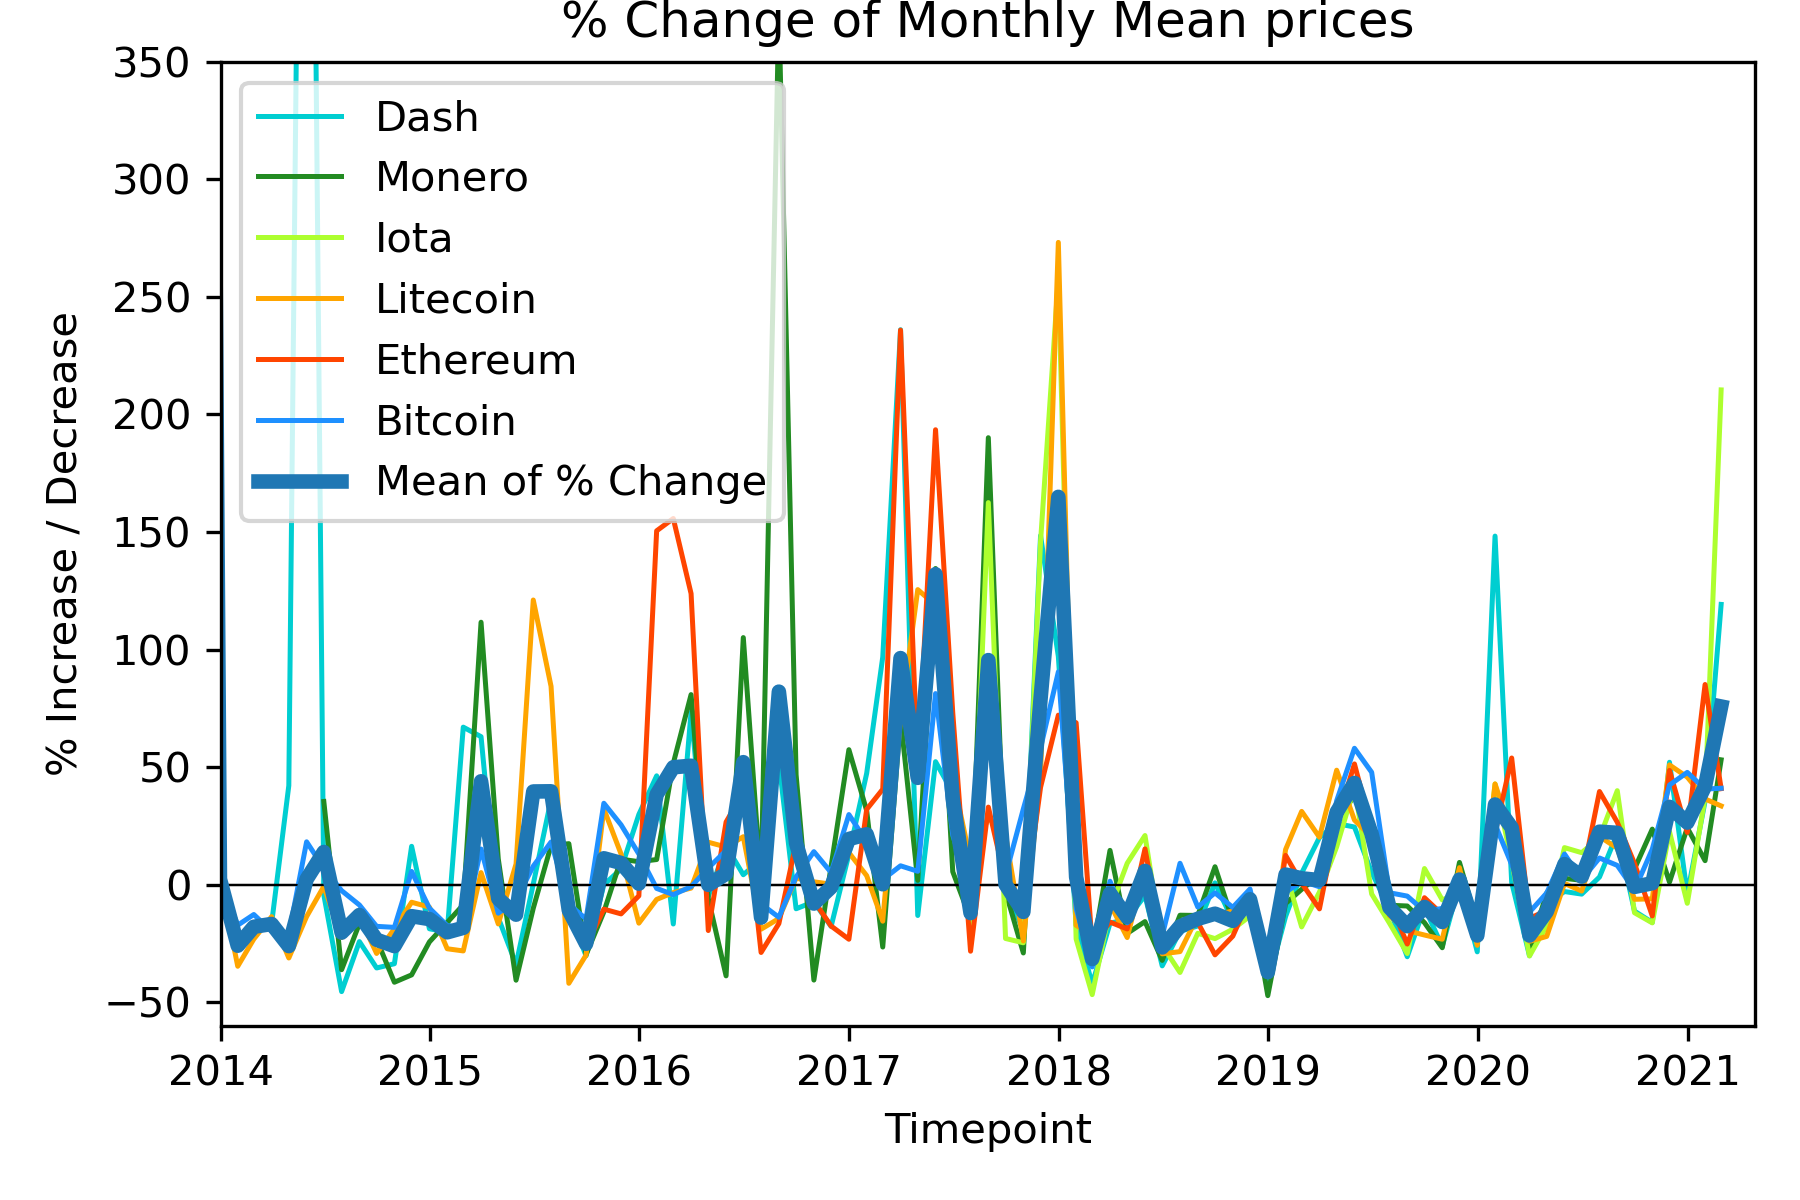 % Change of Monthly Mean prices
350
300
250
200
150
100
50
0
−50
% Increase / Decrease
Dash
Monero
Iota
Litecoin
Ethereum
Bitcoin
Mean of % Change
2014 2015 2016 2017 2018 2019 2020 2021
Timepoint